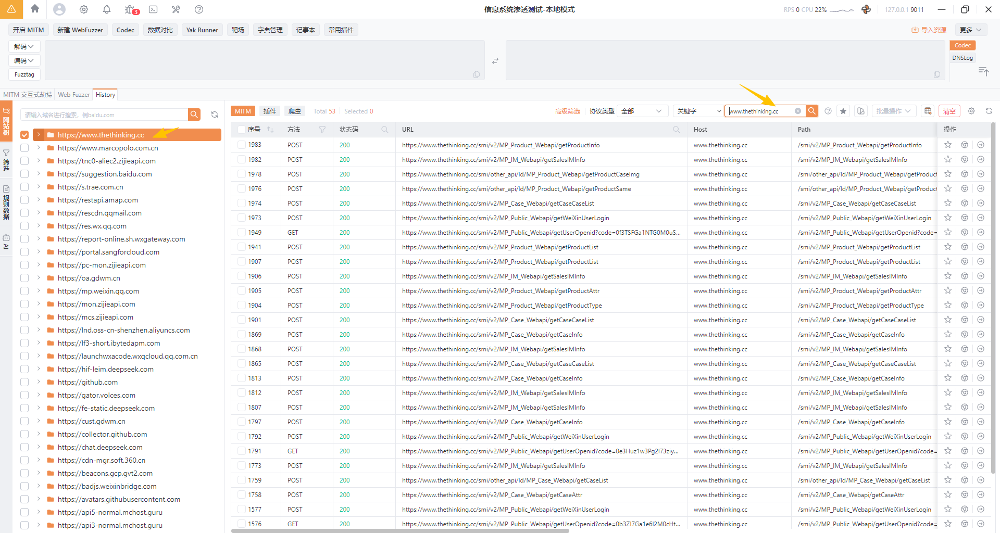 3
信息系统渗透测试-本地模式
RPS 0 CPU 22%
127.0.0.1 9011
开启 MITM
新建 WebFuzzer
Codec
数据对比
Yak Runner
靶场
字典管理
记事本
常用插件
导入资源
更多
解码
编码
Fuzztag
Codec
DNSLog
MITM 交互式劫持
Web Fuzzer
History
网站树
筛选
规则数据
AI
请输入域名进行搜索，例baidu.com
https://www.thethinking.cc
https://www.marcopolo.com.cn
https://tnc0-aliec2.zijieapi.com
https://suggestion.baidu.com
https://s.trae.com.cn
https://restapi.amap.com
https://rescdn.qqmail.com
https://res.wx.qq.com
https://report-online.sh.wxgateway.com
https://portal.sangforcloud.com
https://pc-mon.zijieapi.com
https://oa.gdwm.cn
https://mp.weixin.qq.com
https://mon.zijieapi.com
https://mcs.zijieapi.com
https://lnd.oss-cn-shenzhen.aliyuncs.com
https://lf3-short.ibytedapm.com
https://launchwxacode.wxqcloud.qq.com.cn
https://hif-leim.deepseek.com
https://github.com
https://gator.volces.com
https://fe-static.deepseek.com
https://cust.gdwm.cn
https://collector.github.com
https://chat.deepseek.com
https://cdn-mgr.soft.360.cn
https://beacons.gcp.gvt2.com
https://badjs.weixinbridge.com
https://avatars.githubusercontent.com
https://api5-normal.mchost.guru
https://api3-normal.mchost.guru
MITM 插件 爬虫 Total 53 Selected 0
高级筛选 协议类型 全部 关键字 www.thethinking.cc 批量操作 清空
序号 方法 状态码 URL Host Path 操作
1983 POST 200 https://www.thethinking.cc/smi/v2/MP_Product_Webapi/getProductInfo www.thethinking.cc /smi/v2/MP_Product_Webapi/getProductInfo
1982 POST 200 https://www.thethinking.cc/smi/v2/MP_IM_Webapi/getSalesIMInfo www.thethinking.cc /smi/v2/MP_IM_Webapi/getSalesIMInfo
1978 POST 200 https://www.thethinking.cc/smi/other_api/ld/MP_Product_Webapi/getProductCaseImg www.thethinking.cc /smi/other_api/ld/MP_Product_Webapi/getProduct
1976 POST 200 https://www.thethinking.cc/smi/other_api/ld/MP_Product_Webapi/getProductSame www.thethinking.cc /smi/other_api/ld/MP_Product_Webapi/getProduct
1974 POST 200 https://www.thethinking.cc/smi/v2/MP_Case_Webapi/getCaseCaseList www.thethinking.cc /smi/v2/MP_Case_Webapi/getCaseCaseList
1973 POST 200 https://www.thethinking.cc/smi/v2/MP_Public_Webapi/getWeiXinUserLogin www.thethinking.cc /smi/v2/MP_Public_Webapi/getWeiXinUserLogin
1949 GET 200 https://www.thethinking.cc/smi/v2/MP_Public_Webapi/getUserOpenid?code=0f3TSFGa1NTG0M0uS... www.thethinking.cc /smi/v2/MP_Public_Webapi/getUserOpenid?code=
1941 POST 200 https://www.thethinking.cc/smi/v2/MP_Product_Webapi/getProductList www.thethinking.cc /smi/v2/MP_Product_Webapi/getProductList
1907 POST 200 https://www.thethinking.cc/smi/v2/MP_Product_Webapi/getProductList www.thethinking.cc /smi/v2/MP_Product_Webapi/getProductList
1906 POST 200 https://www.thethinking.cc/smi/v2/MP_IM_Webapi/getSalesIMInfo www.thethinking.cc /smi/v2/MP_IM_Webapi/getSalesIMInfo
1905 POST 200 https://www.thethinking.cc/smi/v2/MP_Product_Webapi/getProductAttr www.thethinking.cc /smi/v2/MP_Product_Webapi/getProductAttr
1904 POST 200 https://www.thethinking.cc/smi/v2/MP_Product_Webapi/getProductType www.thethinking.cc /smi/v2/MP_Product_Webapi/getProductType
1901 POST 200 https://www.thethinking.cc/smi/v2/MP_Case_Webapi/getCaseCaseList www.thethinking.cc /smi/v2/MP_Case_Webapi/getCaseCaseList
1869 POST 200 https://www.thethinking.cc/smi/v2/MP_Case_Webapi/getCaseInfo www.thethinking.cc /smi/v2/MP_Case_Webapi/getCaseInfo
1868 POST 200 https://www.thethinking.cc/smi/v2/MP_IM_Webapi/getSalesIMInfo www.thethinking.cc /smi/v2/MP_IM_Webapi/getSalesIMInfo
1865 POST 200 https://www.thethinking.cc/smi/v2/MP_Case_Webapi/getCaseCaseList www.thethinking.cc /smi/v2/MP_Case_Webapi/getCaseCaseList
1813 POST 200 https://www.thethinking.cc/smi/v2/MP_Case_Webapi/getCaseInfo www.thethinking.cc /smi/v2/MP_Case_Webapi/getCaseInfo
1812 POST 200 https://www.thethinking.cc/smi/v2/MP_IM_Webapi/getSalesIMInfo www.thethinking.cc /smi/v2/MP_IM_Webapi/getSalesIMInfo
1807 POST 200 https://www.thethinking.cc/smi/v2/MP_IM_Webapi/getSalesIMInfo www.thethinking.cc /smi/v2/MP_IM_Webapi/getSalesIMInfo
1797 POST 200 https://www.thethinking.cc/smi/v2/MP_Case_Webapi/getCaseInfo www.thethinking.cc /smi/v2/MP_Case_Webapi/getCaseInfo
1792 POST 200 https://www.thethinking.cc/smi/v2/MP_Public_Webapi/getWeiXinUserLogin www.thethinking.cc /smi/v2/MP_Public_Webapi/getWeiXinUserLogin
1791 GET 200 https://www.thethinking.cc/smi/v2/MP_Public_Webapi/getUserOpenid?code=0e3Huz1w3Pg2I73ziy... www.thethinking.cc /smi/v2/MP_Public_Webapi/getUserOpenid?code=
1773 POST 200 https://www.thethinking.cc/smi/v2/MP_IM_Webapi/getSalesIMInfo www.thethinking.cc /smi/v2/MP_IM_Webapi/getSalesIMInfo
1759 POST 200 https://www.thethinking.cc/smi/other_api/ld/MP_Case_Webapi/getCaseList www.thethinking.cc /smi/other_api/ld/MP_Case_Webapi/getCaseList
1758 POST 200 https://www.thethinking.cc/smi/v2/MP_Case_Webapi/getCaseAttr www.thethinking.cc /smi/v2/MP_Case_Webapi/getCaseAttr
1577 POST 200 https://www.thethinking.cc/smi/v2/MP_Public_Webapi/getWeiXinUserLogin www.thethinking.cc /smi/v2/MP_Public_Webapi/getWeiXinUserLogin
1576 GET 200 https://www.thethinking.cc/smi/v2/MP_Public_Webapi/getUserOpenid?code=0b3ZI7Ga1e6I2M0cHt... www.thethinking.cc /smi/v2/MP_Public_Webapi/getUserOpenid?code=